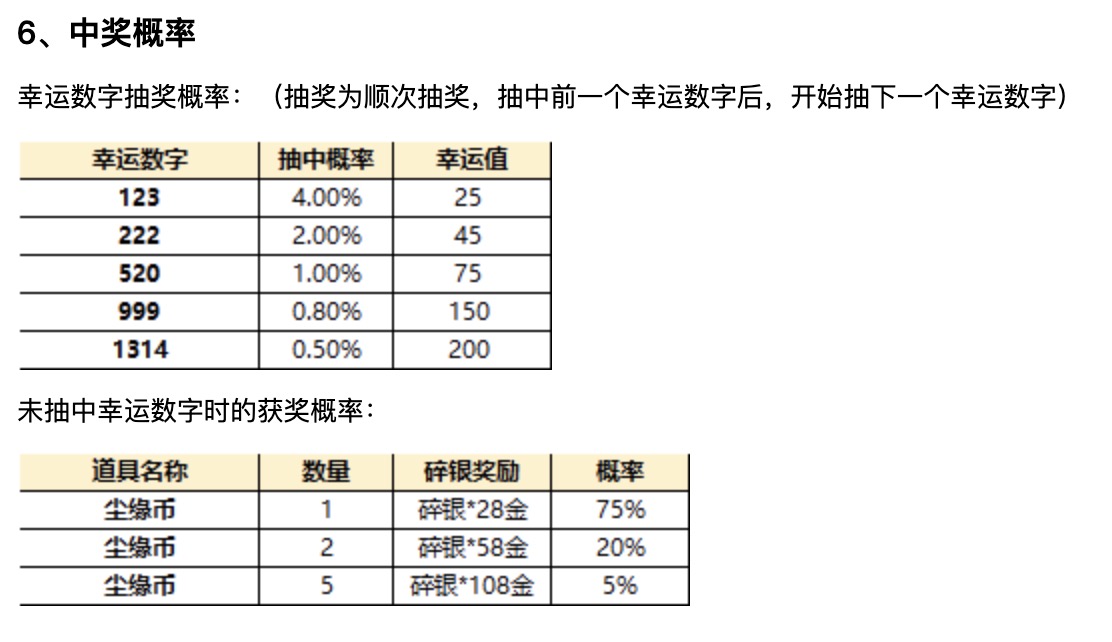 6、中奖概率
幸运数字抽奖概率：（抽奖为顺次抽奖，抽中前一个幸运数字后，开始抽下一个幸运数字）
幸运数字 抽中概率 幸运值
123 4.00% 25
222 2.00% 45
520 1.00% 75
999 0.80% 150
1314 0.50% 200
未抽中幸运数字时的获奖概率：
道具名称 数量 碎银奖励 概率
尘缘币 1 碎银*28金 75%
尘缘币 2 碎银*58金 20%
尘缘币 5 碎银*108金 5%